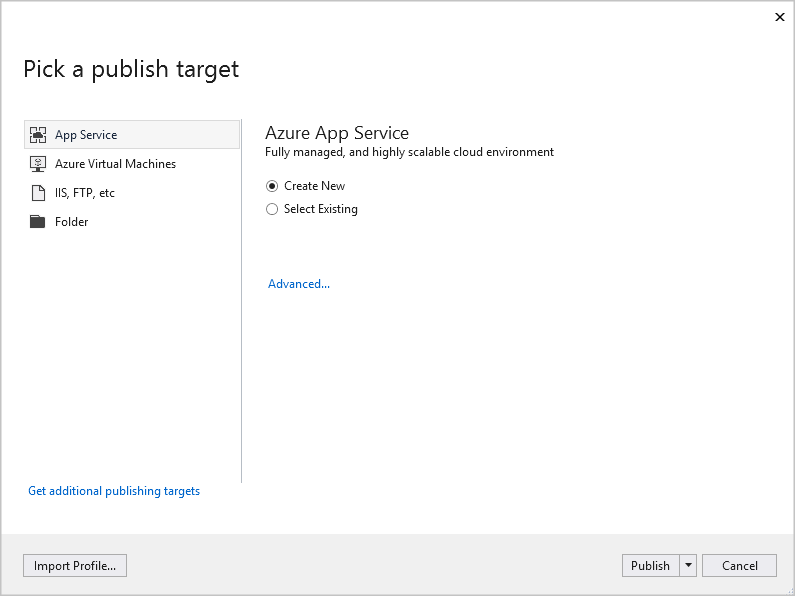 Pick a publish target
App Service
Azure Virtual Machines
IIS, FTP, etc
Folder
Get additional publishing targets
Azure App Service
Fully managed, and highly scalable cloud environment
Create New
Select Existing
Advanced...
Import Profile...
Publish
Cancel